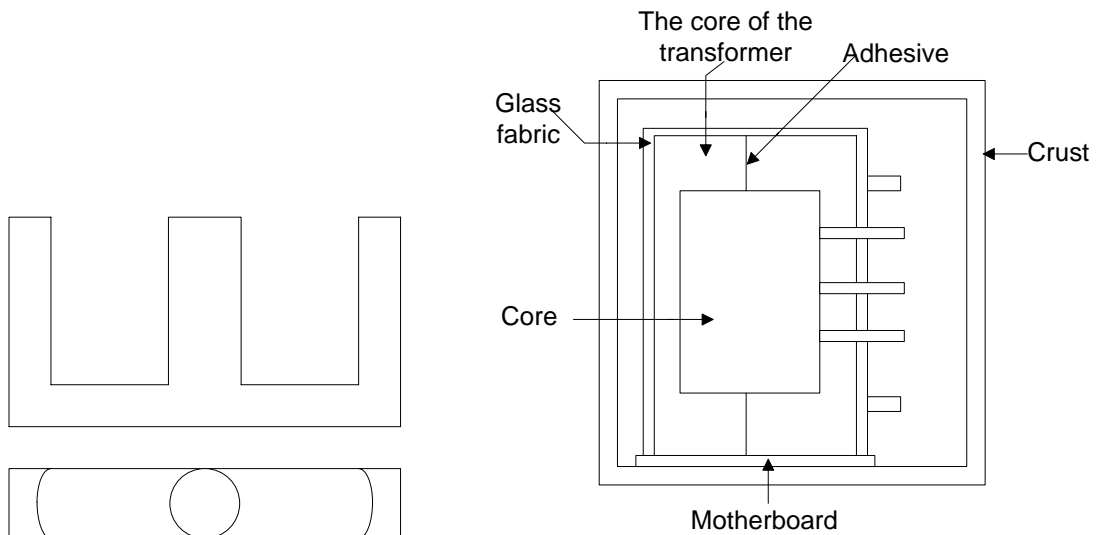 The core of the
transformer
Adhesive
Glass
fabric
Crust
Core
Motherboard